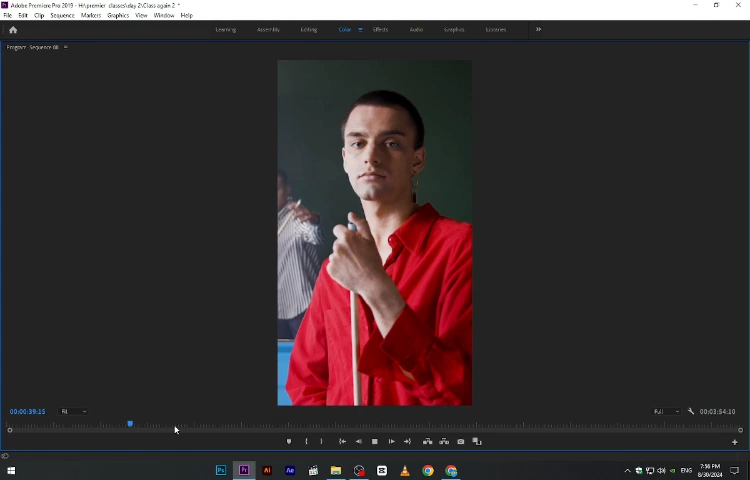 Adobe Premiere Pro 2019 - H:\premier classes\day 2\Class again 2 *
File Edit Clip Sequence Markers Graphics View Window Help
Learning Assembly Editing Color Effects Audio Graphics Libraries
Program: Sequence 08
00:00:39:15 Fit Full 00:03:54:10
ENG 7:56 PM
8/30/2024